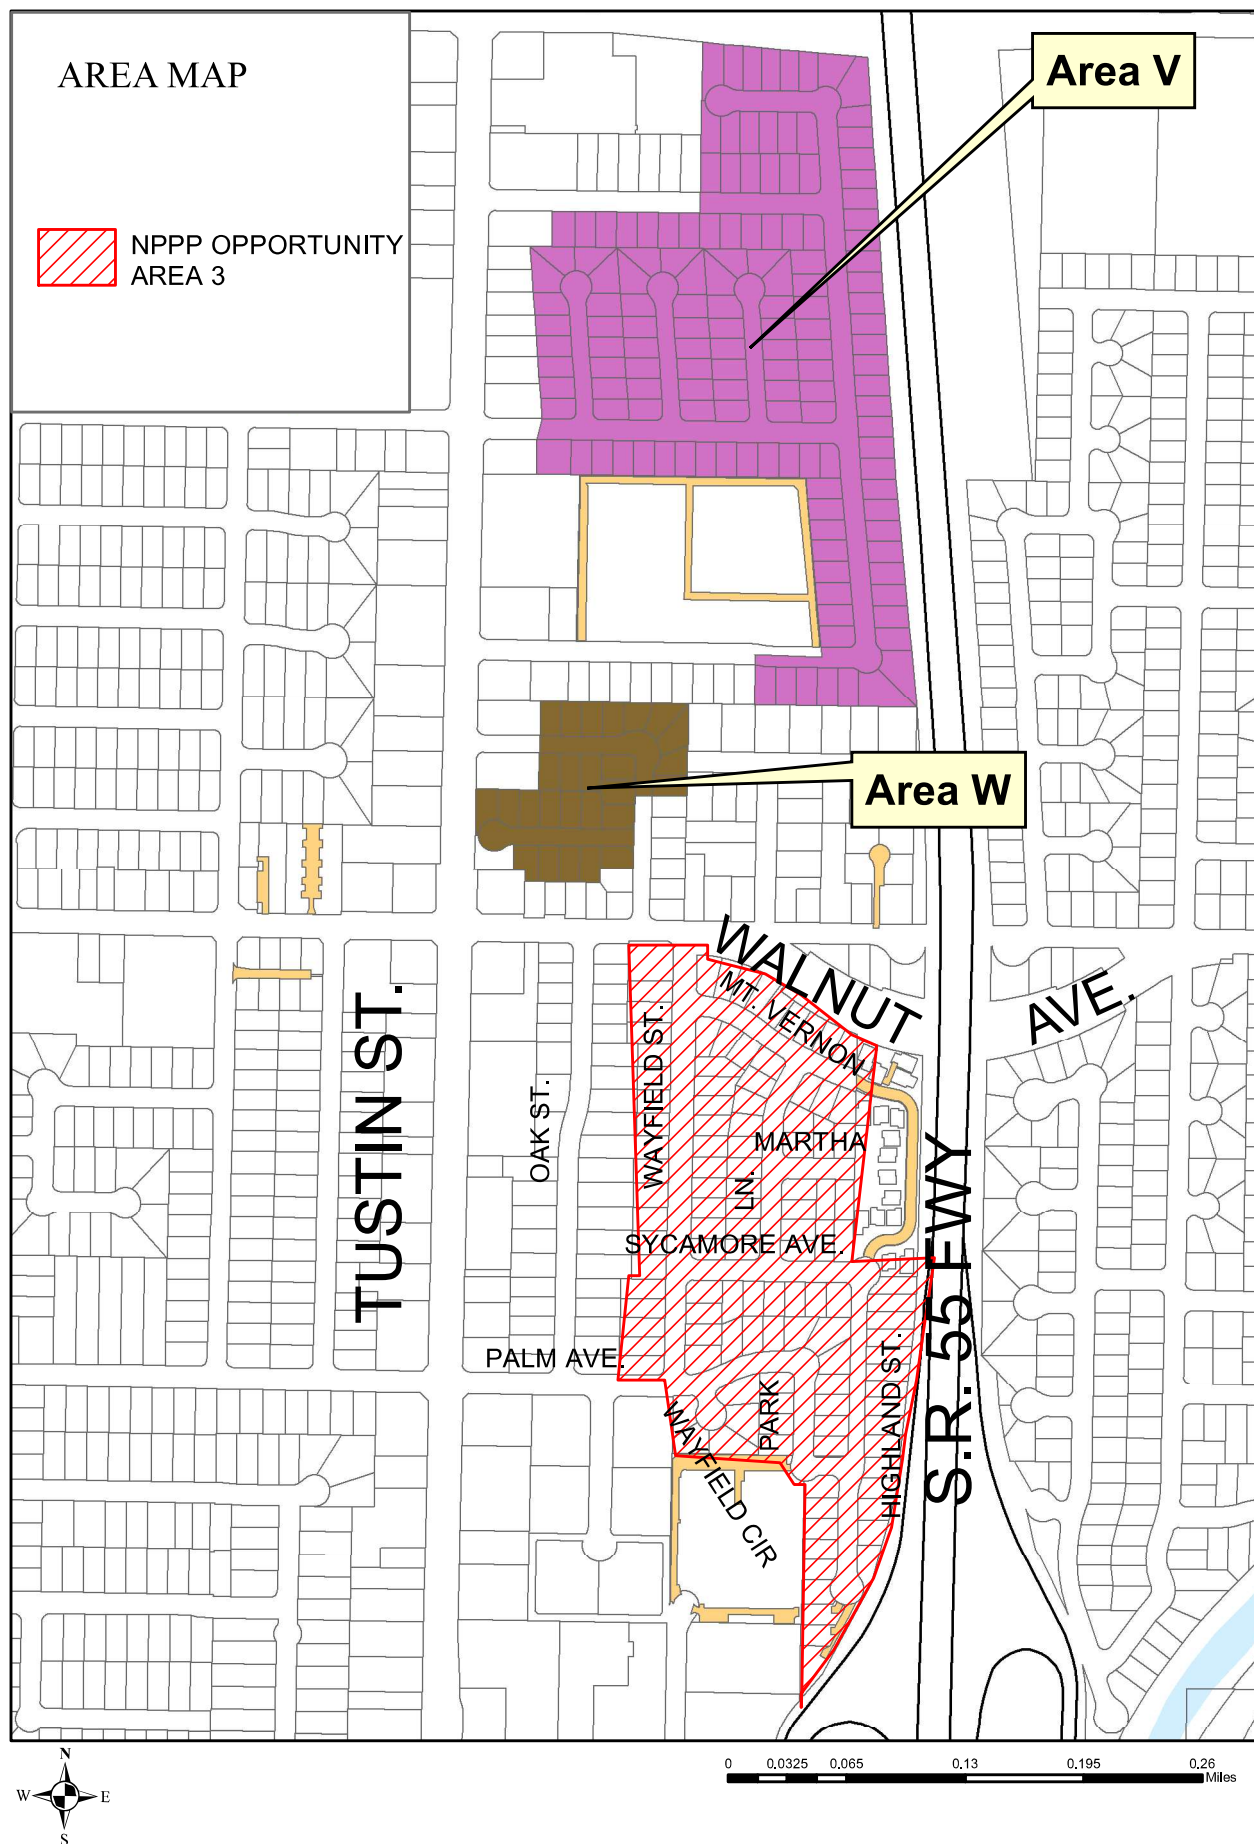 AREA MAP
Area V
NPPP OPPORTUNITY
AREA 3
Area W
WALNUT
AVE.
MT. VERNON
TUSTIN ST.
OAK ST.
WAYFIELD ST.
MARTHA
LN.
SYCAMORE AVE.
S.R. 55 FWY
PALM AVE.
HIGHLAND ST.
PARK
WAYFIELD CIR
N
W
E
S
0 0.0325 0.065 0.13 0.195 0.26
Miles